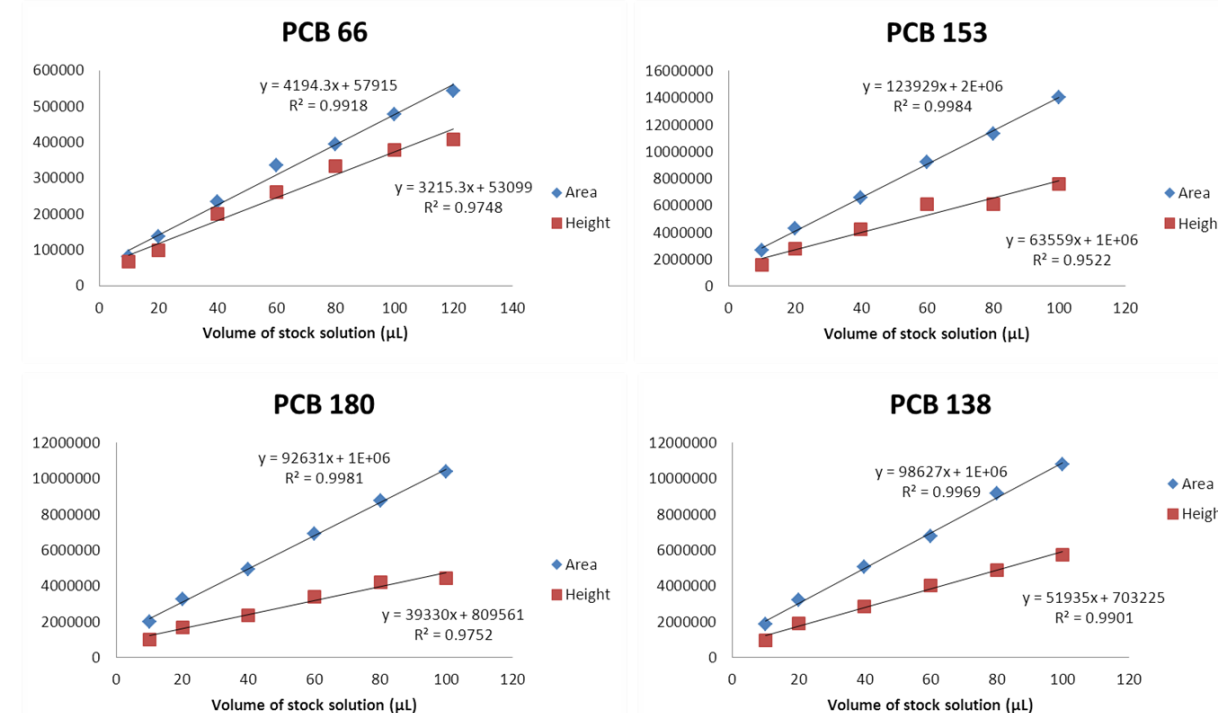 PCB 66
600000
500000
400000
300000
200000
100000
0
y = 4194.3x + 57915
R² = 0.9918
y = 3215.3x + 53099
R² = 0.9748
Area
Height
0 20 40 60 80 100 120 140
Volume of stock solution (µL)
PCB 153
16000000
14000000
12000000
10000000
8000000
6000000
4000000
2000000
0
y = 123929x + 2E+06
R² = 0.9984
y = 63559x + 1E+06
R² = 0.9522
Area
Heigh
0 20 40 60 80 100 120
Volume of stock solution (µL)
PCB 180
12000000
10000000
8000000
6000000
4000000
2000000
0
y = 92631x + 1E+06
R² = 0.9981
y = 39330x + 809561
R² = 0.9752
Area
Height
0 20 40 60 80 100 120
Volume of stock solution (µL)
PCB 138
12000000
10000000
8000000
6000000
4000000
2000000
0
y = 98627x + 1E+06
R² = 0.9969
y = 51935x + 703225
R² = 0.9901
Area
Heigh
0 20 40 60 80 100 120
Volume of stock solution (µL)